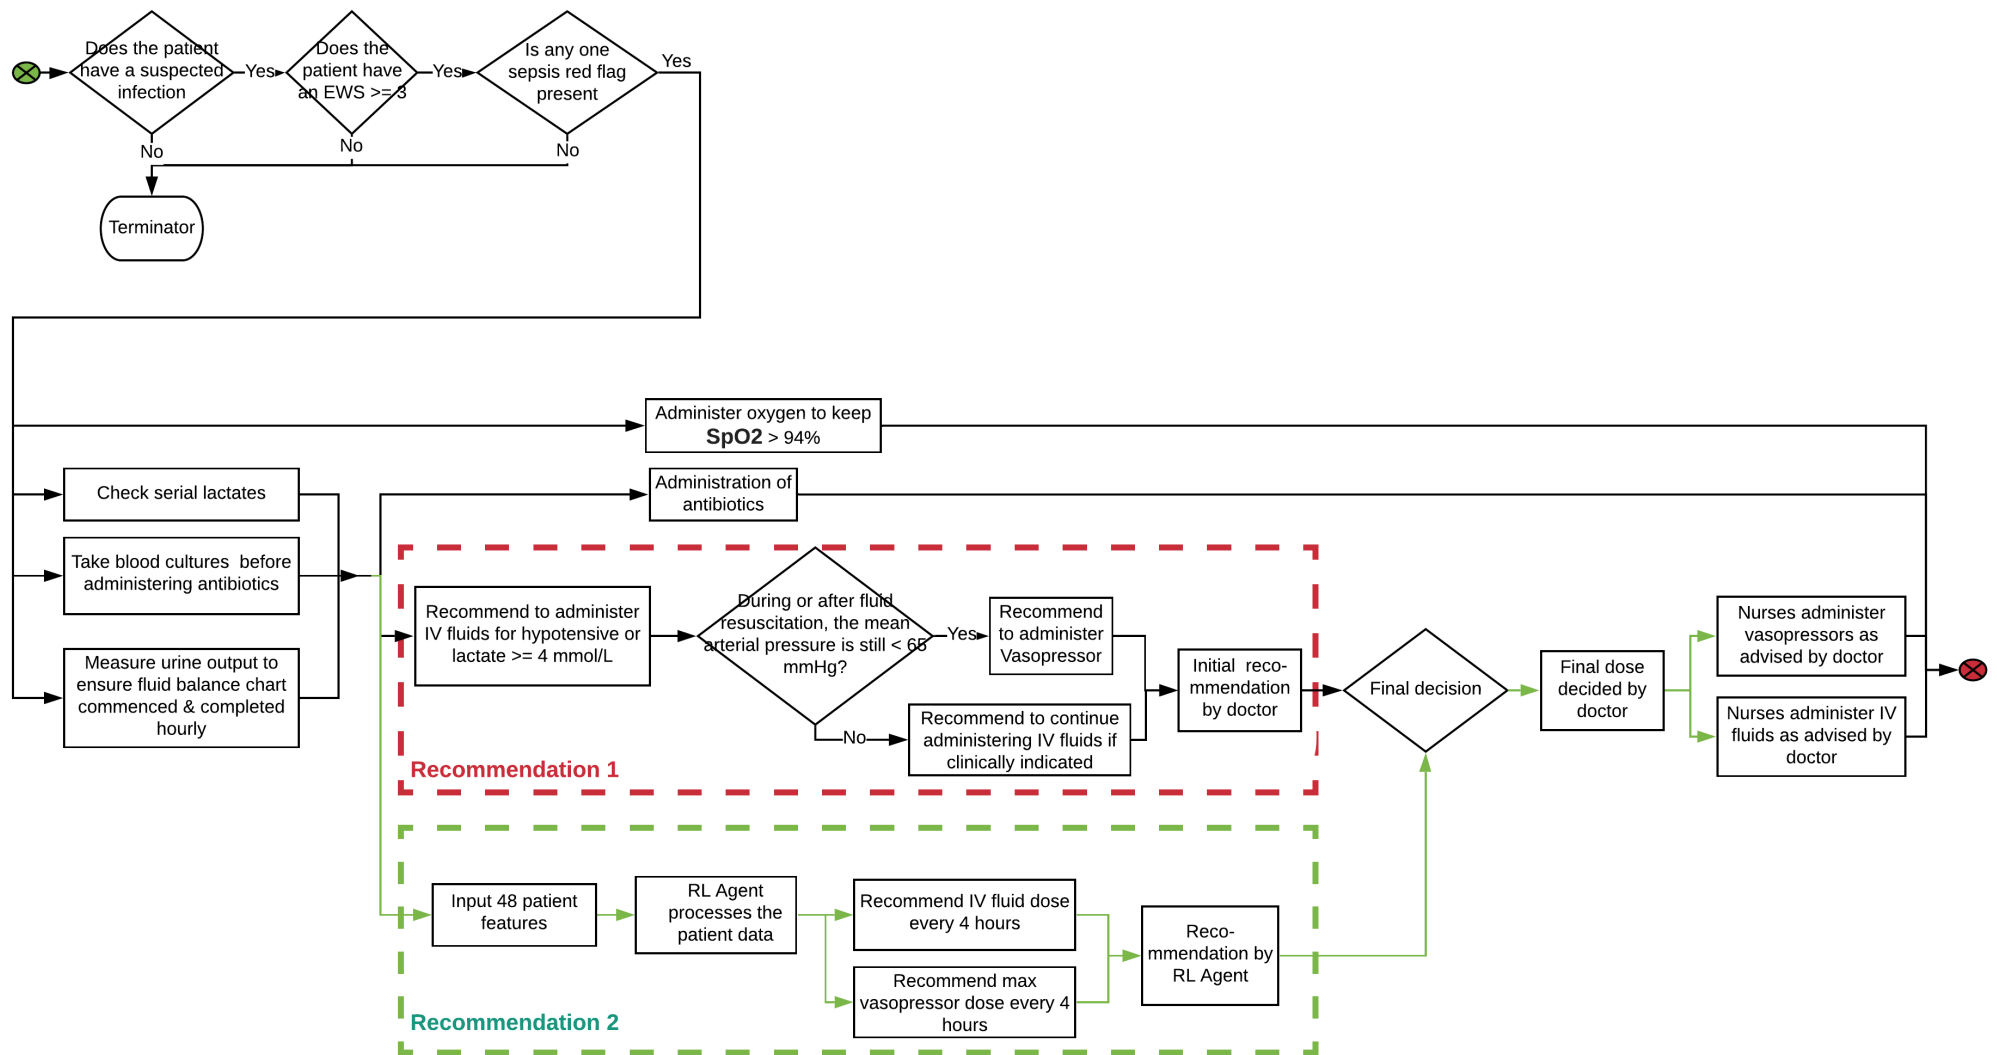 Does the patient
have a suspected
infection
Yes
Does the
patient have
an EWS >= 3
Yes
Is any one
sepsis red flag
present
Yes
No
No
No
Terminator
Administer oxygen to keep
SpO2 > 94%
Check serial lactates
Administration of
antibiotics
Take blood cultures  before
administering antibiotics
Measure urine output to
ensure fluid balance chart
commenced & completed
hourly
Recommend to administer
IV fluids for hypotensive or
lactate >= 4 mmol/L
During or after fluid
resuscitation, the mean
arterial pressure is still < 65
mmHg?
Yes
Recommend
to administer
Vasopressor
No
Recommend to continue
administering IV fluids if
clinically indicated
Initial  reco-
mmendation
by doctor
Recommendation 1
Final decision
Final dose
decided by
doctor
Nurses administer
vasopressors as
advised by doctor
Nurses administer IV
fluids as advised by
doctor
Input 48 patient
features
RL Agent
processes the
patient data
Recommend IV fluid dose
every 4 hours
Recommend max
vasopressor dose every 4
hours
Reco-
mmendation by
RL Agent
Recommendation 2